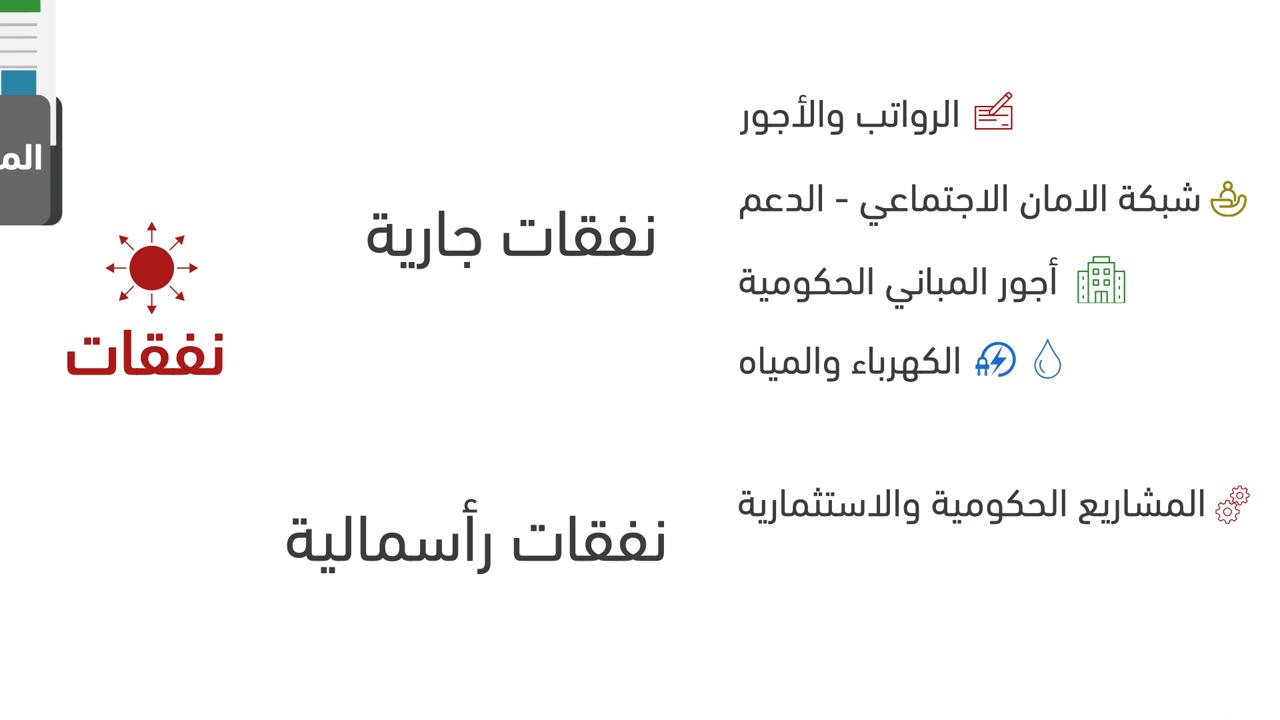 الرواتب والأجور
شبكة الامان الاجتماعي - الدعم
نفقات جارية
أجور المباني الحكومية
الكهرباء والمياه
نفقات
المشاريع الحكومية والاستثمارية
نفقات رأسمالية